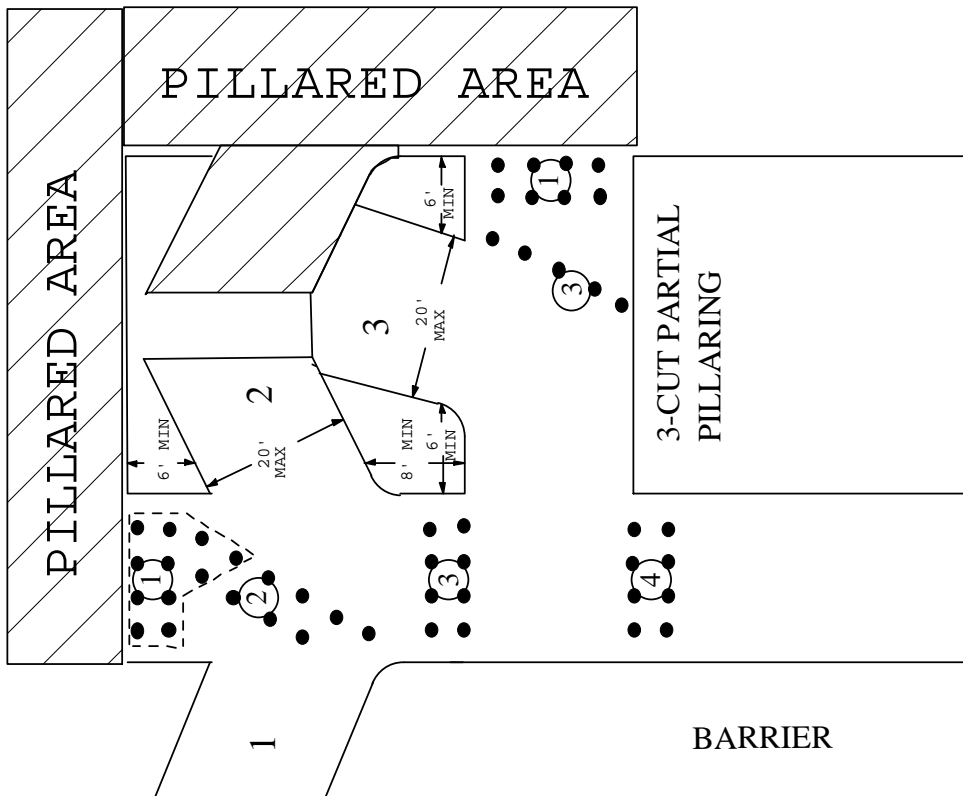 PILLARED AREA
PILLARED AREA
6'
MIN
1
3
20'
MAX
3
3-CUT PARTIAL
PILLARING
2
6' MIN
20'
MAX
8' MIN
6'
MIN
1
2
3
4
1
BARRIER